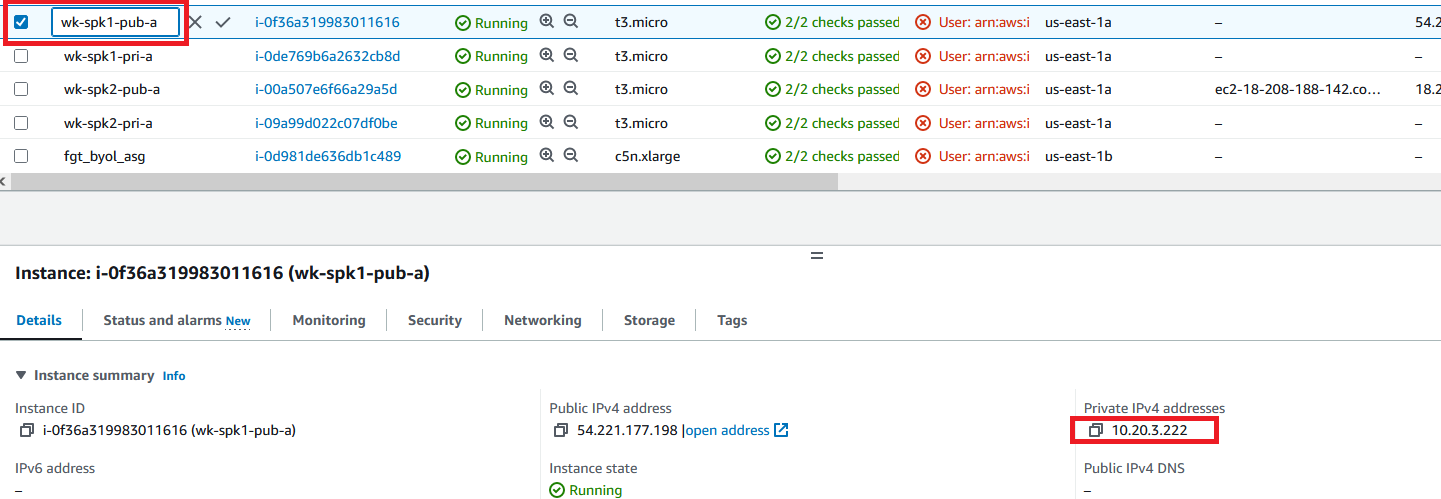 wk-spk1-pub-a i-0f36a319983011616 Running t3.micro 2/2 checks passed User: arn:aws:i us-east-1a – 54.2
wk-spk1-pri-a i-0de769b6a2632cb8d Running t3.micro 2/2 checks passed User: arn:aws:i us-east-1a – –
wk-spk2-pub-a i-00a507e6f66a29a5d Running t3.micro 2/2 checks passed User: arn:aws:i us-east-1a ec2-18-208-188-142.co... 18.2
wk-spk2-pri-a i-09a99d022c07df0be Running t3.micro 2/2 checks passed User: arn:aws:i us-east-1a – –
fgt_byol_asg i-0d981de636db1c489 Running c5n.xlarge 2/2 checks passed User: arn:aws:i us-east-1b – –
Instance: i-0f36a319983011616 (wk-spk1-pub-a)
Details Status and alarms New Monitoring Security Networking Storage Tags
Instance summary Info
Instance ID Public IPv4 address Private IPv4 addresses
i-0f36a319983011616 (wk-spk1-pub-a) 54.221.177.198 |open address 10.20.3.222
IPv6 address Instance state Public IPv4 DNS
– Running –